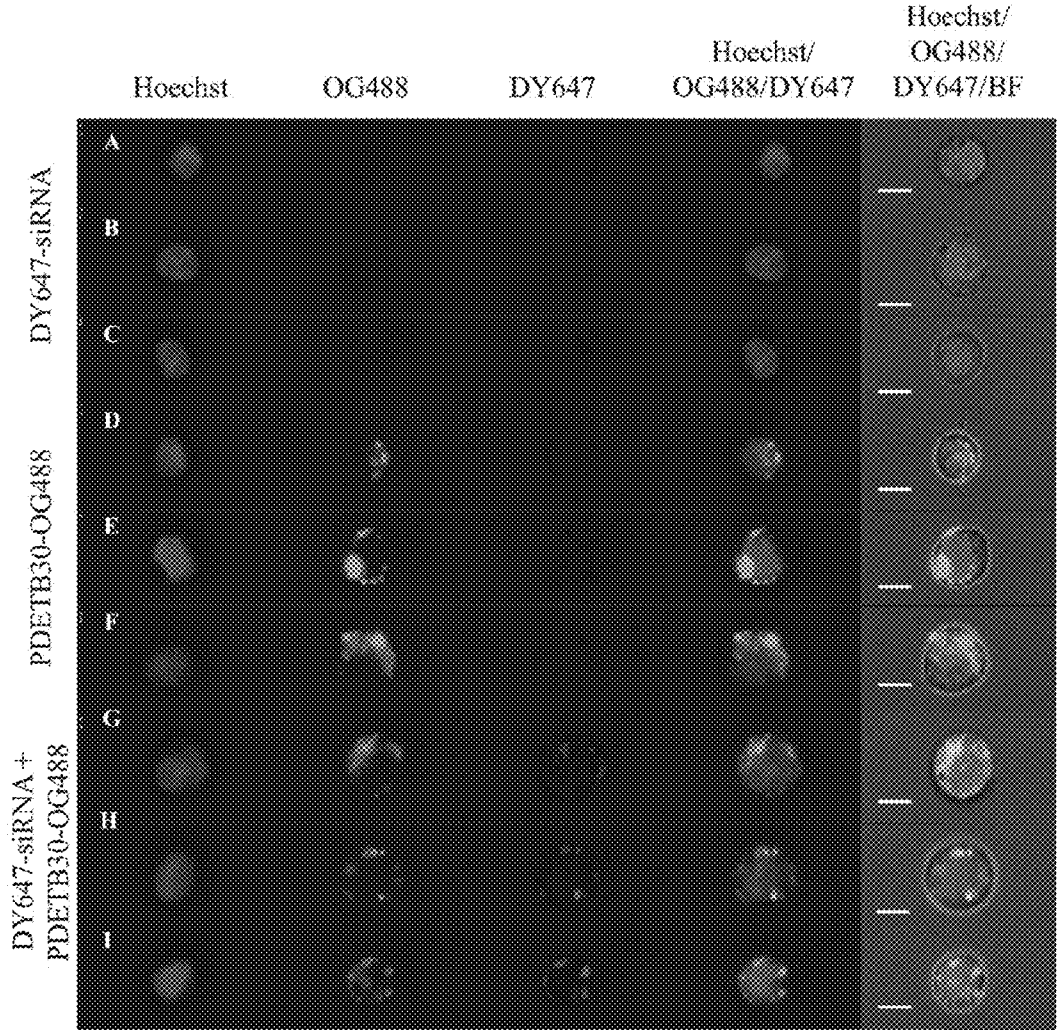 Hoechst
OG488
DY647
Hoechst/
OG488/DY647
Hoechst/
OG488/
DY647/BF
DY647-siRNA
PDETB30-OG488
DY647-siRNA +
PDETB30-OG488
A
B
C
D
E
F
G
H
I